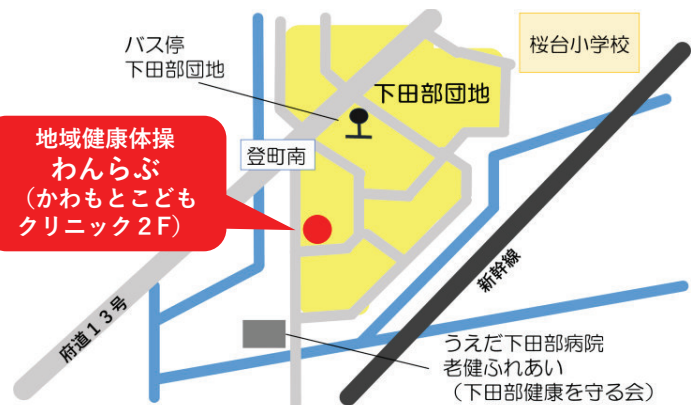 バス停
下田部団地
桜台小学校
下田部団地
地域健康体操
わんらぶ
（かわもとこども
クリニック２F）
登町南
府道１３号
新幹線
うえだ下田部病院
老健ふれあい
（下田部健康を守る会）